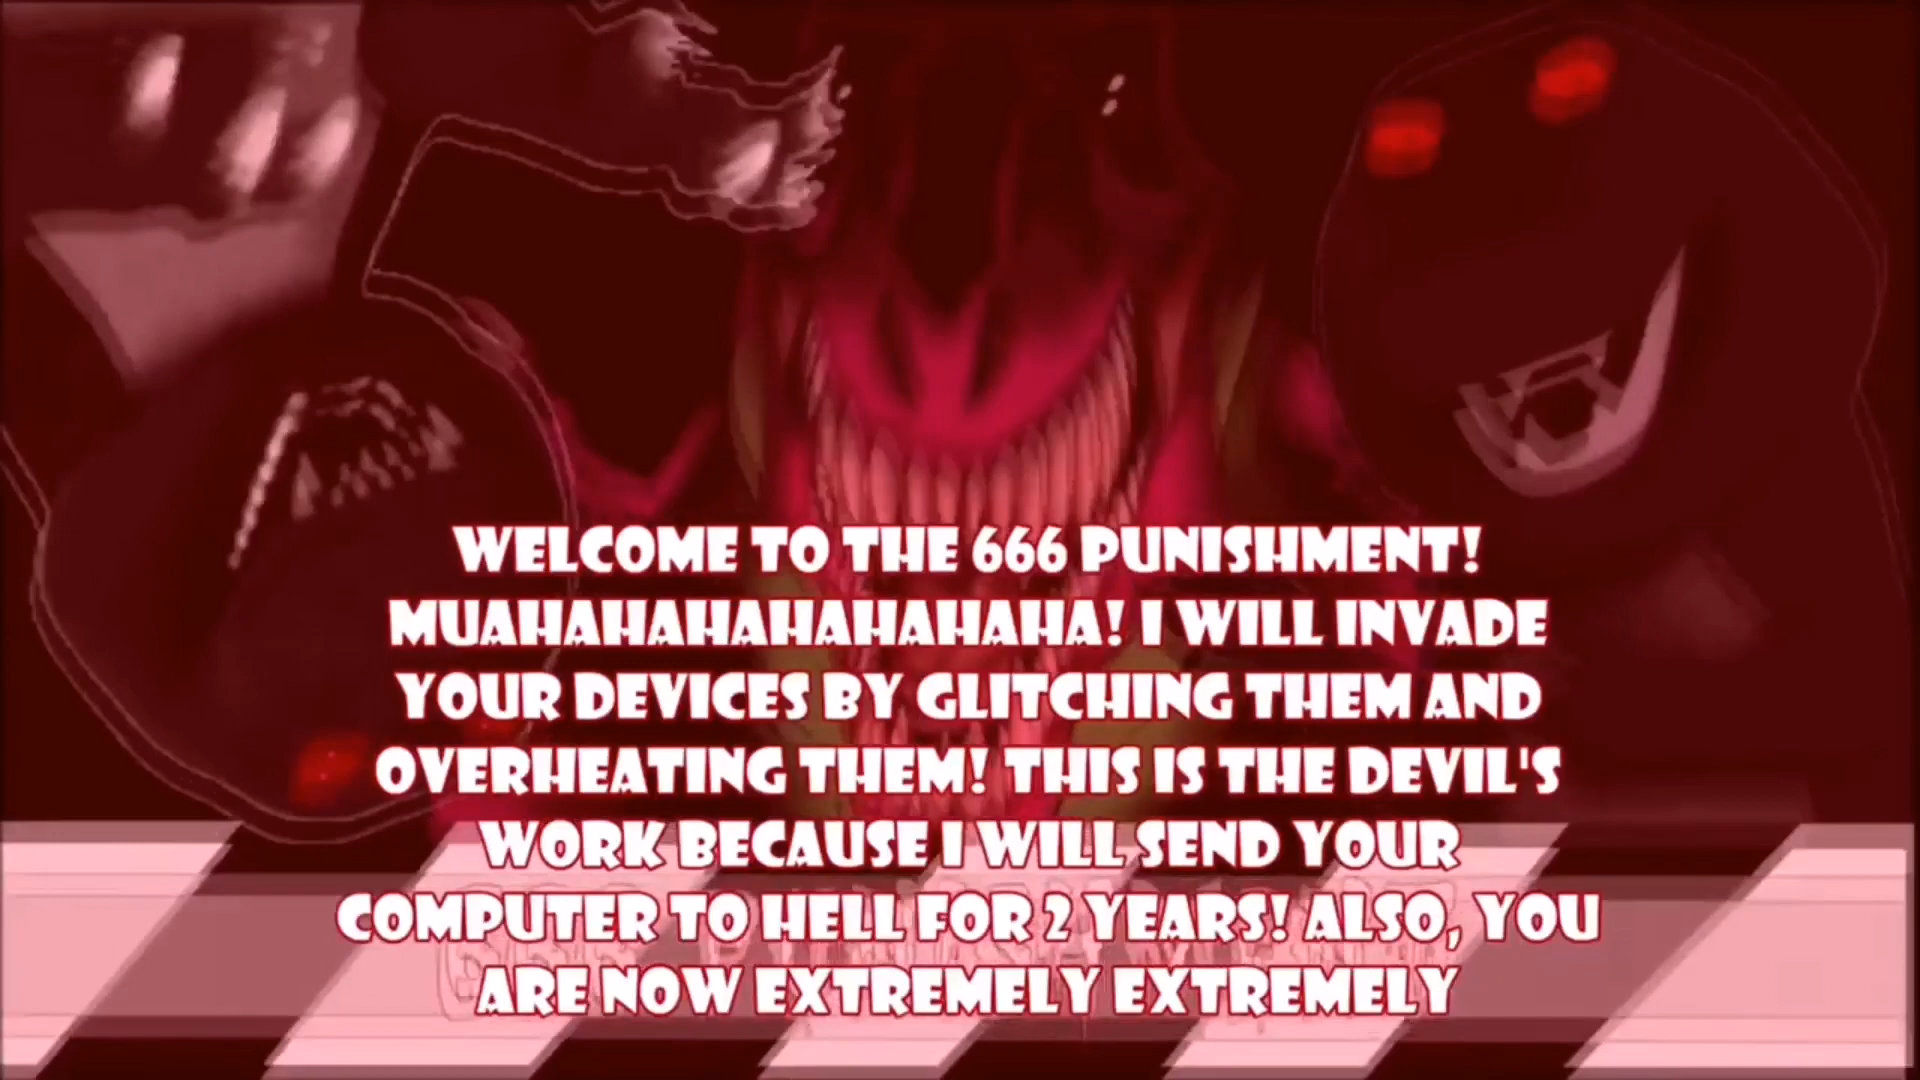 WELCOME TO THE 666 PUNISHMENT!
MUAHAHAHAHAHAHAHAHA! I WILL INVADE
YOUR DEVICES BY GLITCHING THEM AND
OVERHEATING THEM! THIS IS THE DEVIL'S
WORK BECAUSE I WILL SEND YOUR
COMPUTER TO HELL FOR 2 YEARS! ALSO, YOU
ARE NOW EXTREMELY EXTREMELY